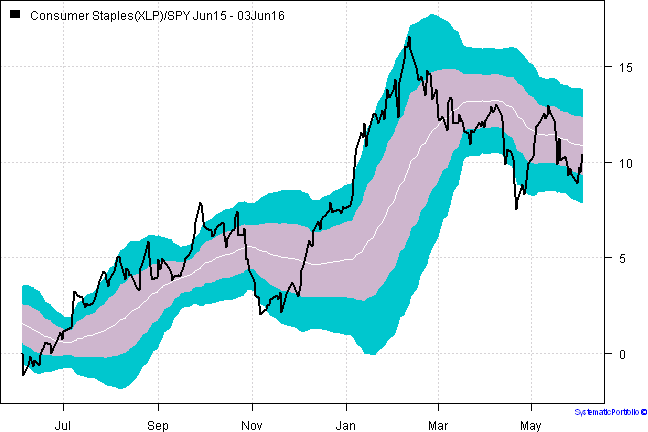 Consumer Staples(XLP)/SPY Jun15 - 03Jun16
15
10
5
0
Jul Sep Nov Jan Mar May
SystematicPortfolio ©